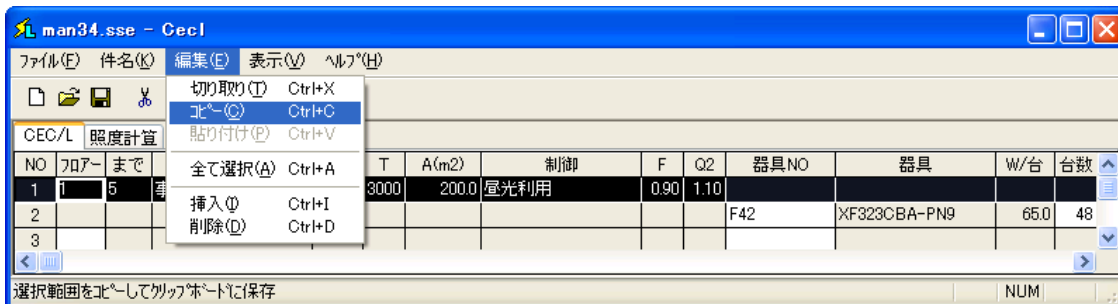 man34.sse - Cecl
ﾌｧｲﾙ(F) 件名(K) 編集(E) 表示(V) ﾍﾙﾌﾟ(H)
切り取り(T) Ctrl+X
ｺﾋﾟｰ(C) Ctrl+C
貼り付け(P) Ctrl+V
全て選択(A) Ctrl+A
挿入(I) Ctrl+I
削除(D) Ctrl+D
CEC/L 照度計算
NO ﾌﾛｱｰ まで T A(m2) 制御 F Q2 器具NO 器具 W/台 台数
1 1 5 事 3000 200.0 昼光利用 0.90 1.10
2 F42 XF323CBA-PN9 65.0 48
3
選択範囲をｺﾋﾟｰしてｸﾘｯﾌﾟﾎﾞｰﾄﾞに保存 NUM